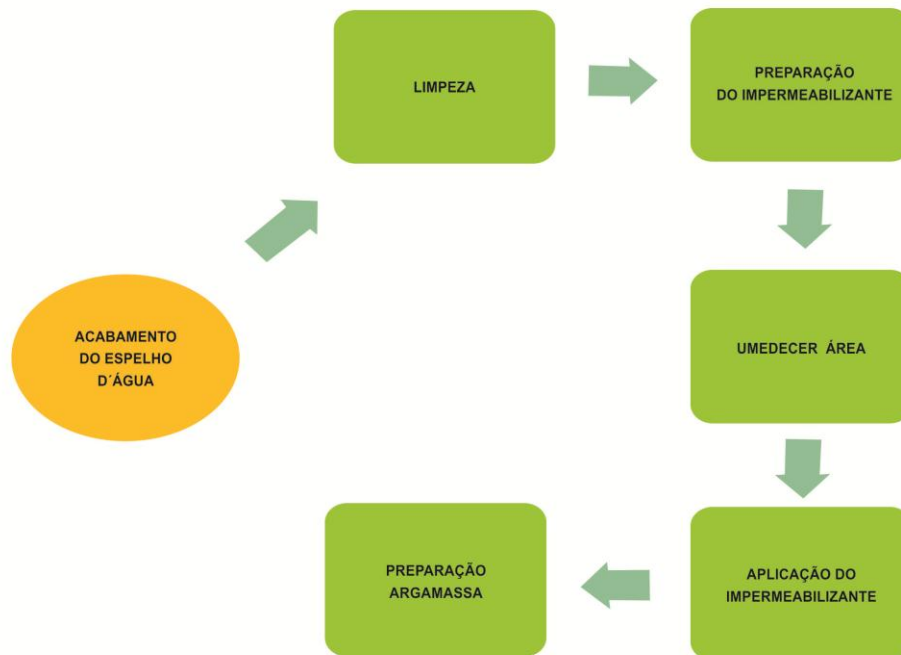 ACABAMENTO
DO ESPELHO
D´ÁGUA
LIMPEZA
PREPARAÇÃO
DO IMPERMEABILIZANTE
UMEDECER ÁREA
APLICAÇÃO DO
IMPERMEABILIZANTE
PREPARAÇÃO
ARGAMASSA